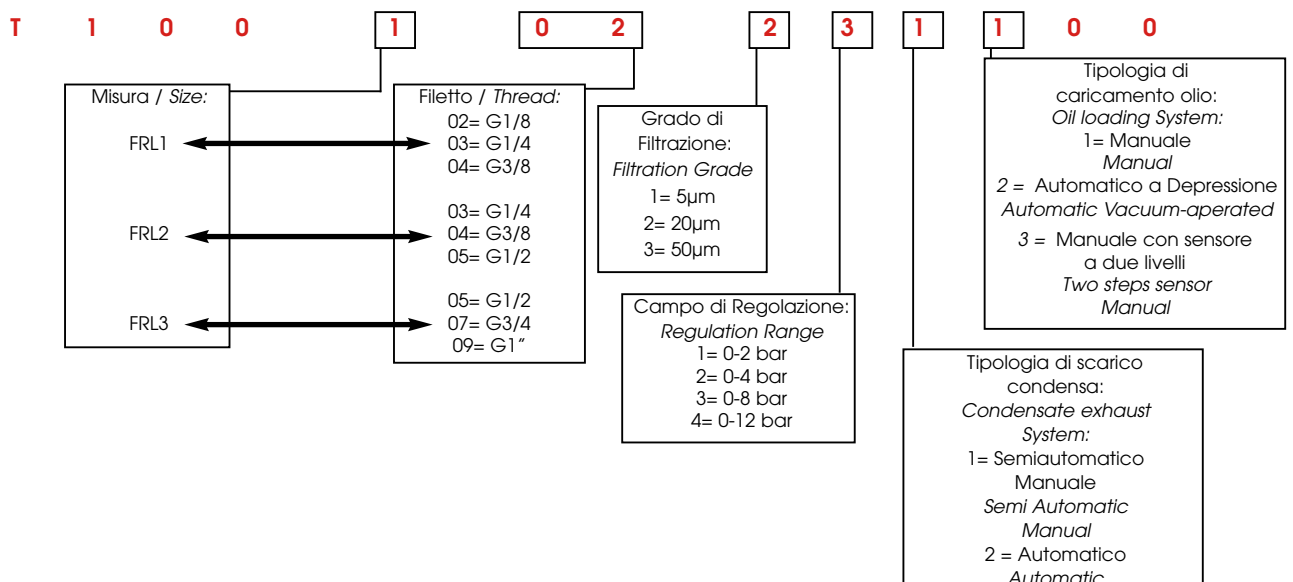 T 1 0 0 1 0 2 2 3 1 1 0 0
Misura / Size:
FRL1
FRL2
FRL3
Filetto / Thread:
02= G1/8
03= G1/4
04= G3/8
03= G1/4
04= G3/8
05= G1/2
05= G1/2
07= G3/4
09= G1”
Grado di
Filtrazione:
Filtration Grade
1= 5µm
2= 20µm
3= 50µm
Campo di Regolazione:
Regulation Range
1= 0-2 bar
2= 0-4 bar
3= 0-8 bar
4= 0-12 bar
Tipologia di scarico
condensa:
Condensate exhaust
System:
1= Semiautomatico
Manuale
Semi Automatic
Manual
2 = Automatico
Automatic
Tipologia di
caricamento olio:
Oil loading System:
1= Manuale
Manual
2 = Automatico a Depressione
Automatic Vacuum-aperated
3 = Manuale con sensore
a due livelli
Two steps sensor
Manual